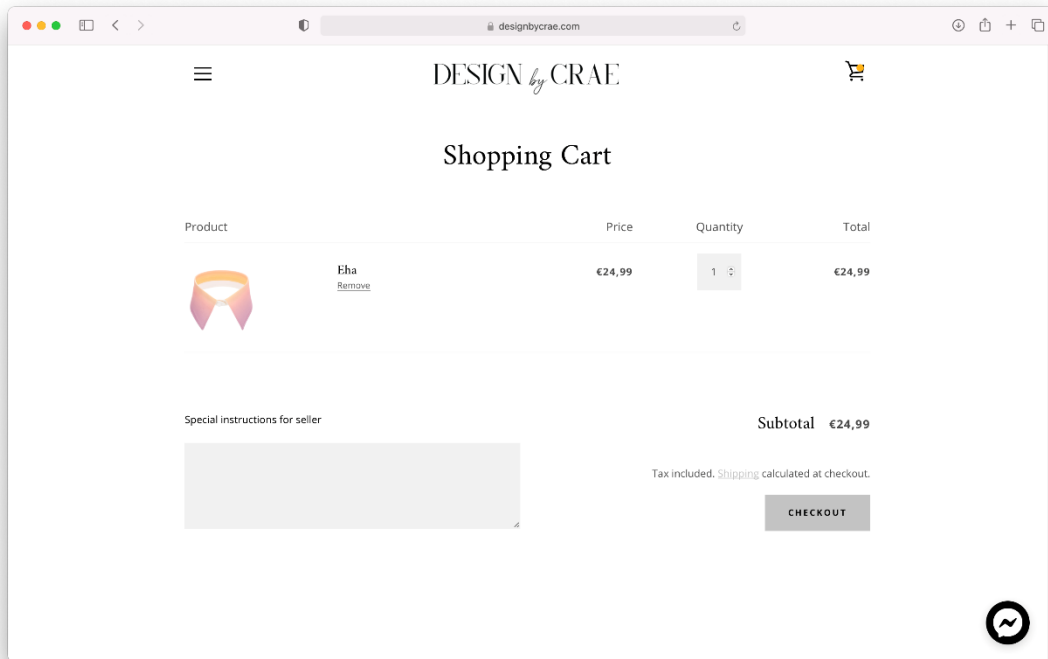 designbycrae.com
DESIGN by CRAE
Shopping Cart
Product Price Quantity Total
Eha €24,99 1 €24,99
Remove
Special instructions for seller
Subtotal €24,99
Tax included. Shipping calculated at checkout.
CHECKOUT